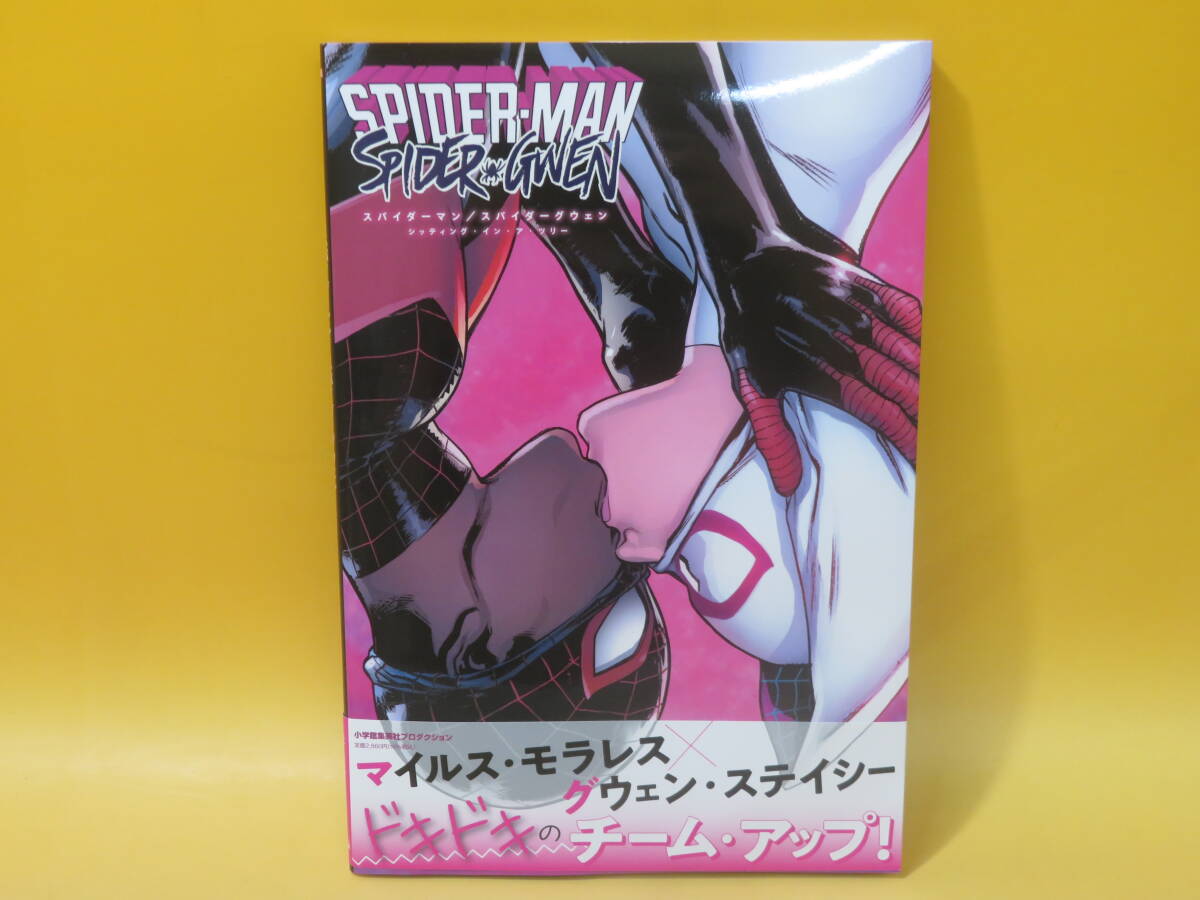 SPIDER-MAN
SPIDER GWEN
スパイダーマン/スパイダーグウェン
シッティング・イン・ア・ツリー
小学館集英社プロダクション
マイルス・モラレス
×
グウェン・ステイシー
ドキドキの
チーム・アップ!